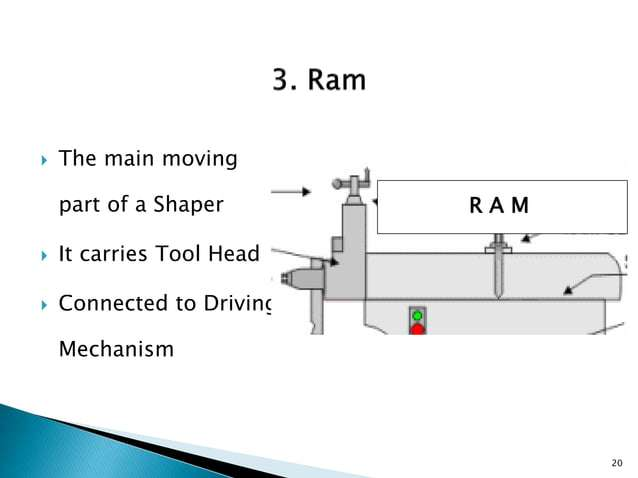 3. Ram
The main moving
part of a Shaper
It carries Tool Head
Connected to Driving
Mechanism
R A M
20